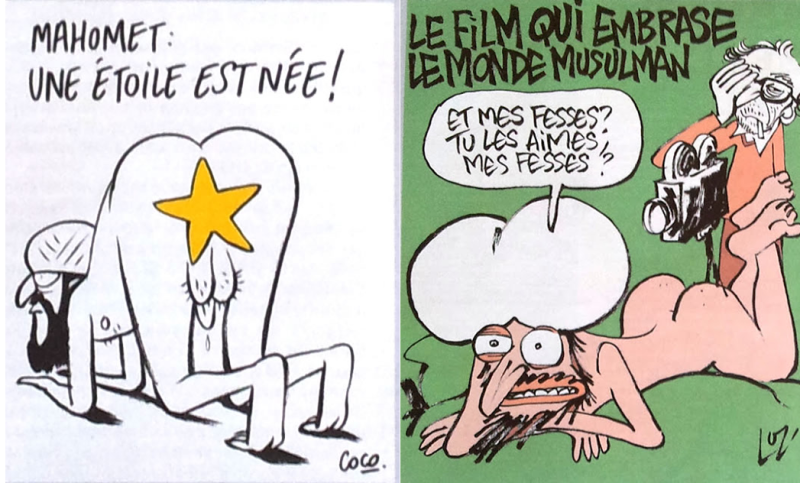 MAHOMET:
UNE ÉTOILE EST NÉE!
COCO.
LE FILM QUI EMBRASE
LE MONDE MUSULMAN
ET MES FESSES?
TU LES AIMES,
MES FESSES?
LUZ